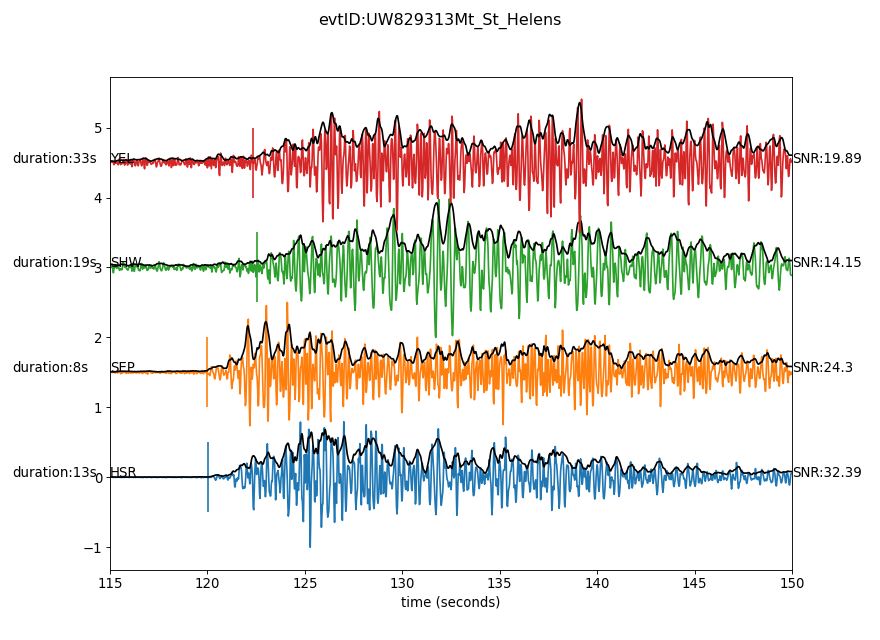 evtID:UW829313Mt_St_Helens
5
duration:33s YEL SNR:19.89
4
duration:19s SHW SNR:14.15
3
2
duration:8s SEP SNR:24.3
1
duration:13s HSR SNR:32.39
0
−1
115 120 125 130 135 140 145 150
time (seconds)